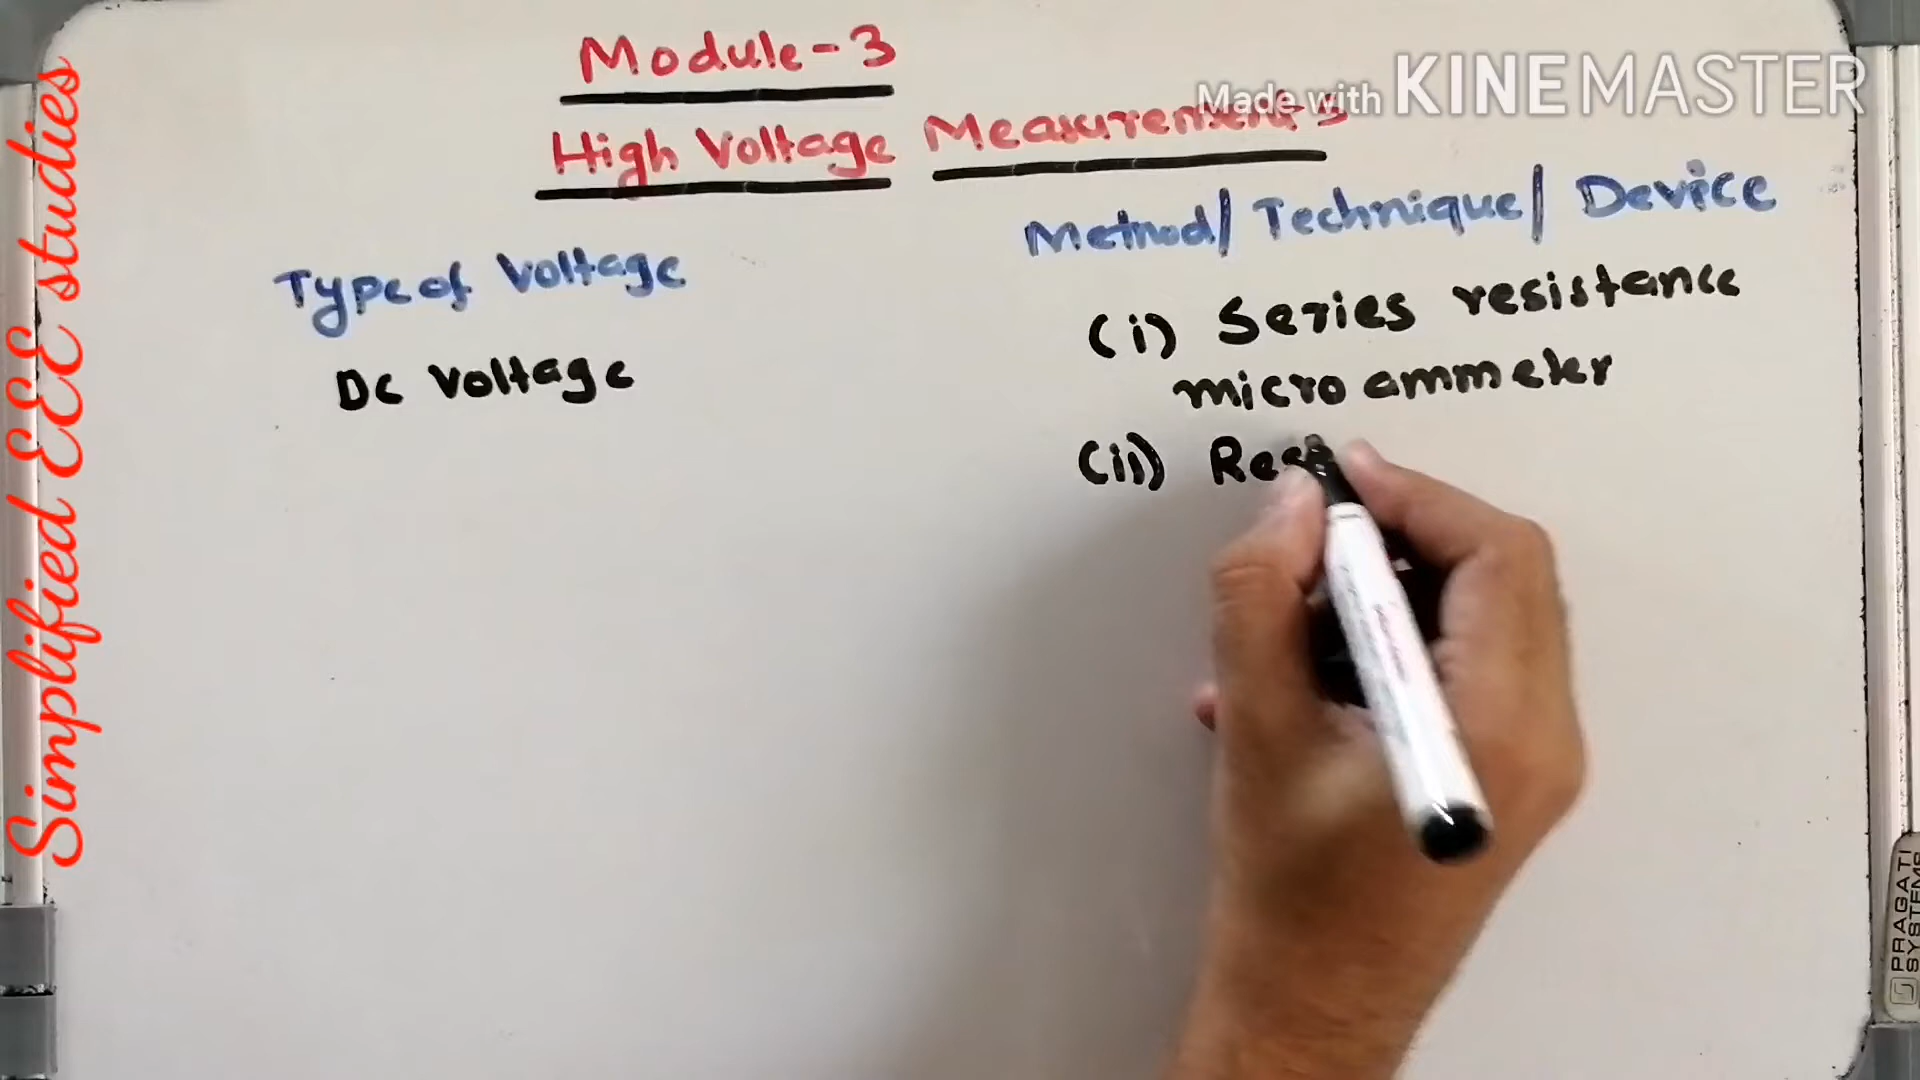 Module-3
Made with KINEMASTER
High Voltage Measurements
Method/ Technique/ Device
Type of Voltage
(i) Series resistance
DC Voltage
micro ammeter
(ii)
Simplified EEE studies
PRAGATI
SYSTEMS